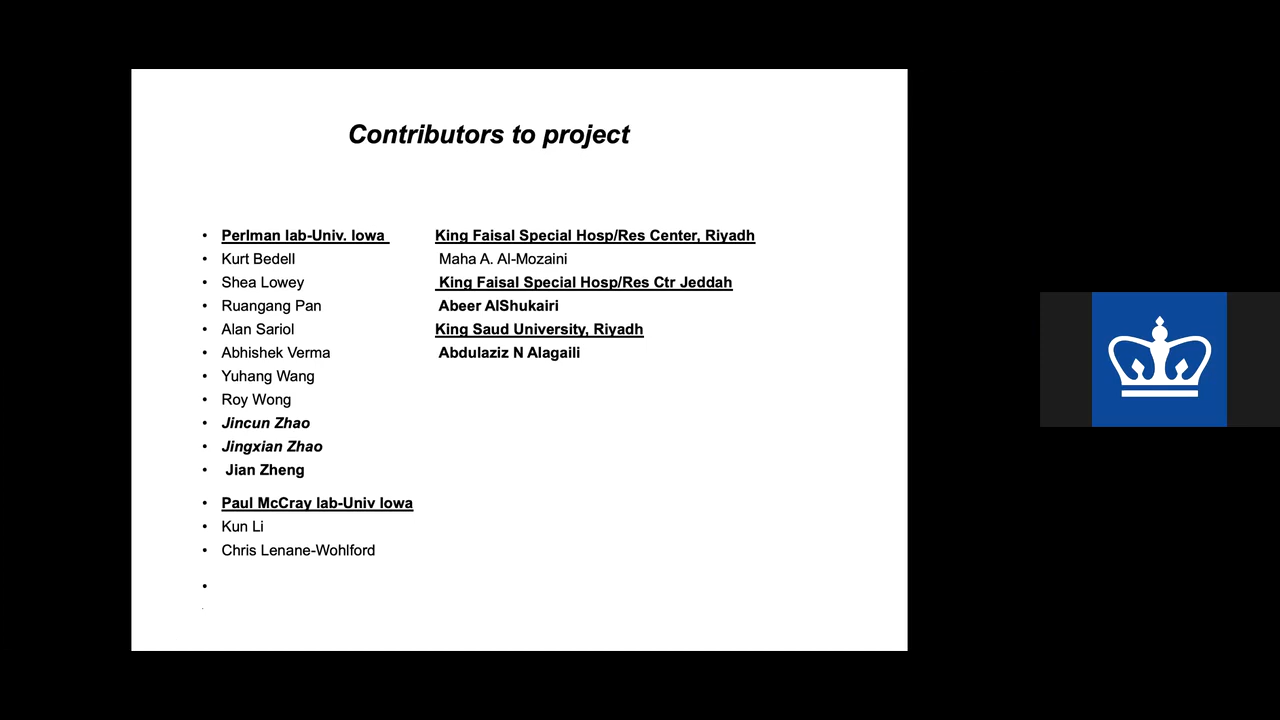 Contributors to project
• Perlman lab-Univ. Iowa
• Kurt Bedell
• Shea Lowey
• Ruangang Pan
• Alan Sariol
• Abhishek Verma
• Yuhang Wang
• Roy Wong
• Jincun Zhao
• Jingxian Zhao
• Jian Zheng
• Paul McCray lab-Univ Iowa
• Kun Li
• Chris Lenane-Wohlford
King Faisal Special Hosp/Res Center, Riyadh
Maha A. Al-Mozaini
King Faisal Special Hosp/Res Ctr Jeddah
Abeer AlShukairi
King Saud University, Riyadh
Abdulaziz N Alagaili